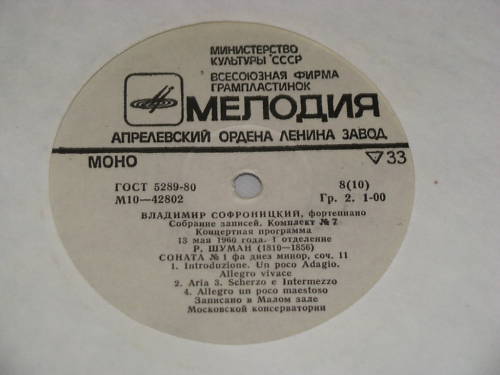 МИНИСТЕРСТВО
КУЛЬТУРЫ СССР
ВСЕСОЮЗНАЯ ФИРМА
ГРАМПЛАСТИНОК
МЕЛОДИЯ
АПРЕЛЕВСКИЙ ОРДЕНА ЛЕНИНА ЗАВОД
МОНО 33
ГОСТ 5289-80 8(10)
М10—42802 Гр. 2. 1-00
ВЛАДИМИР СОФРОНИЦКИЙ, фортепиано
Собрание записей. Комплект № 7
Концертная программа
13 мая 1960 года. I отделение
Р. ШУМАН (1810—1856)
СОНАТА № 1 фа диез минор, соч. 11
1. Introduzione. Un poco Adagio.
Allegro vivace
2. Aria 3. Scherzo e Intermezzo
4. Allegro un poco maestoso
Записано в Малом зале
Московской консерватории